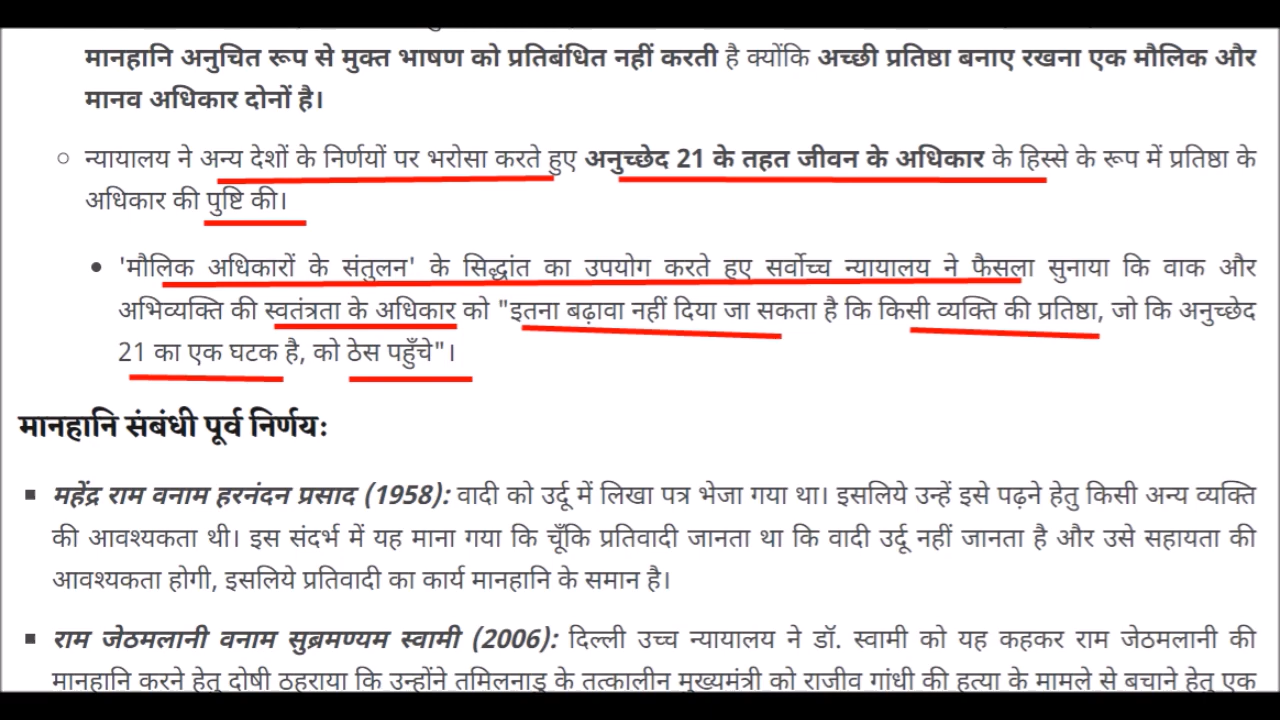 मानहानि अनुचित रूप से मुक्त भाषण को प्रतिबंधित नहीं करती है क्योंकि अच्छी प्रतिष्ठा बनाए रखना एक मौलिक और
मानव अधिकार दोनों है।
न्यायालय ने अन्य देशों के निर्णयों पर भरोसा करते हुए अनुच्छेद 21 के तहत जीवन के अधिकार के हिस्से के रूप में प्रतिष्ठा के
अधिकार की पुष्टि की।
'मौलिक अधिकारों के संतुलन' के सिद्धांत का उपयोग करते हुए सर्वोच्च न्यायालय ने फैसला सुनाया कि वाक और
अभिव्यक्ति की स्वतंत्रता के अधिकार को "इतना बढ़ावा नहीं दिया जा सकता है कि किसी व्यक्ति की प्रतिष्ठा, जो कि अनुच्छेद
21 का एक घटक है, को ठेस पहुँचे"।
मानहानि संबंधी पूर्व निर्णय:
महेंद्र राम वनाम हरनंदन प्रसाद (1958): वादी को उर्दू में लिखा पत्र भेजा गया था। इसलिये उन्हें इसे पढ़ने हेतु किसी अन्य व्यक्ति
की आवश्यकता थी। इस संदर्भ में यह माना गया कि चूँकि प्रतिवादी जानता था कि वादी उर्दू नहीं जानता है और उसे सहायता की
आवश्यकता होगी, इसलिये प्रतिवादी का कार्य मानहानि के समान है।
राम जेठमलानी वनाम सुब्रमण्यम स्वामी (2006): दिल्ली उच्च न्यायालय ने डॉ. स्वामी को यह कहकर राम जेठमलानी की
मानहानि करने हेतु दोषी ठहराया कि उन्होंने तमिलनाडु के तत्कालीन मुख्यमंत्री को राजीव गांधी की हत्या के मामले से बचाने हेतु एक